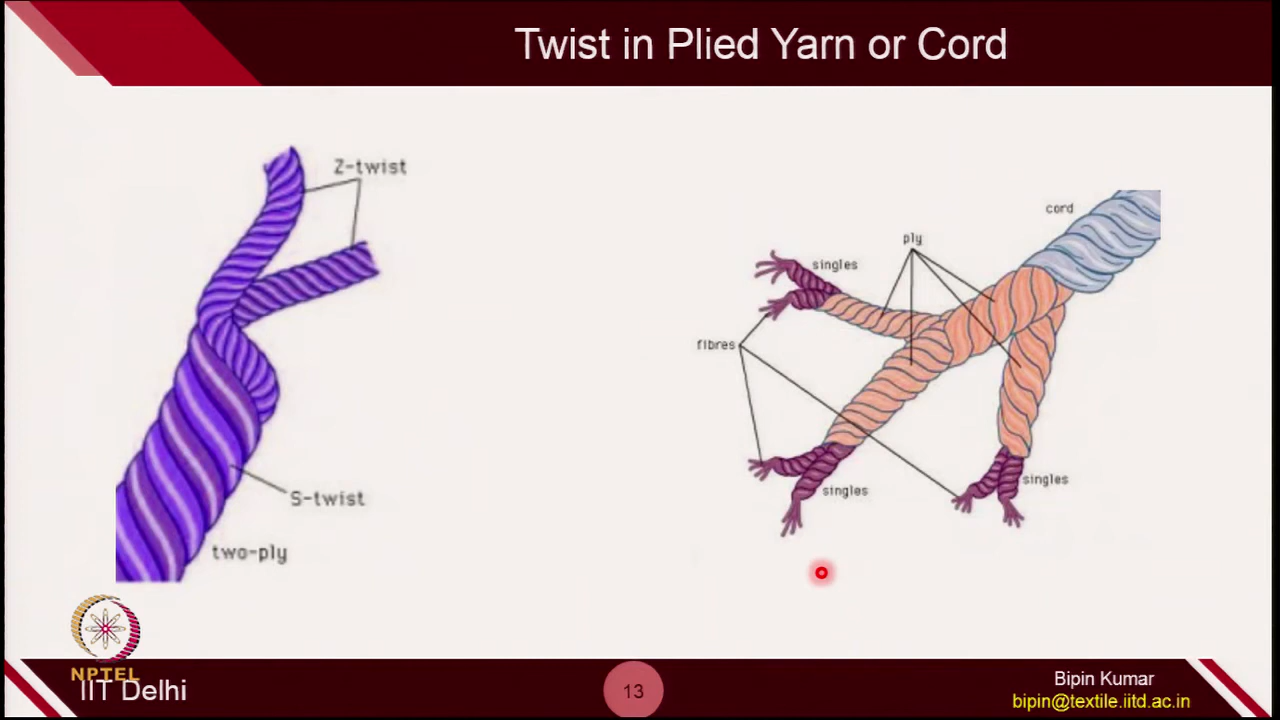 Twist in Plied Yarn or Cord
Z-twist
S-twist
two-ply
cord
ply
singles
fibres
singles
singles
NPTEL
IIT Delhi
13
Bipin Kumar
bipin@textile.iitd.ac.in